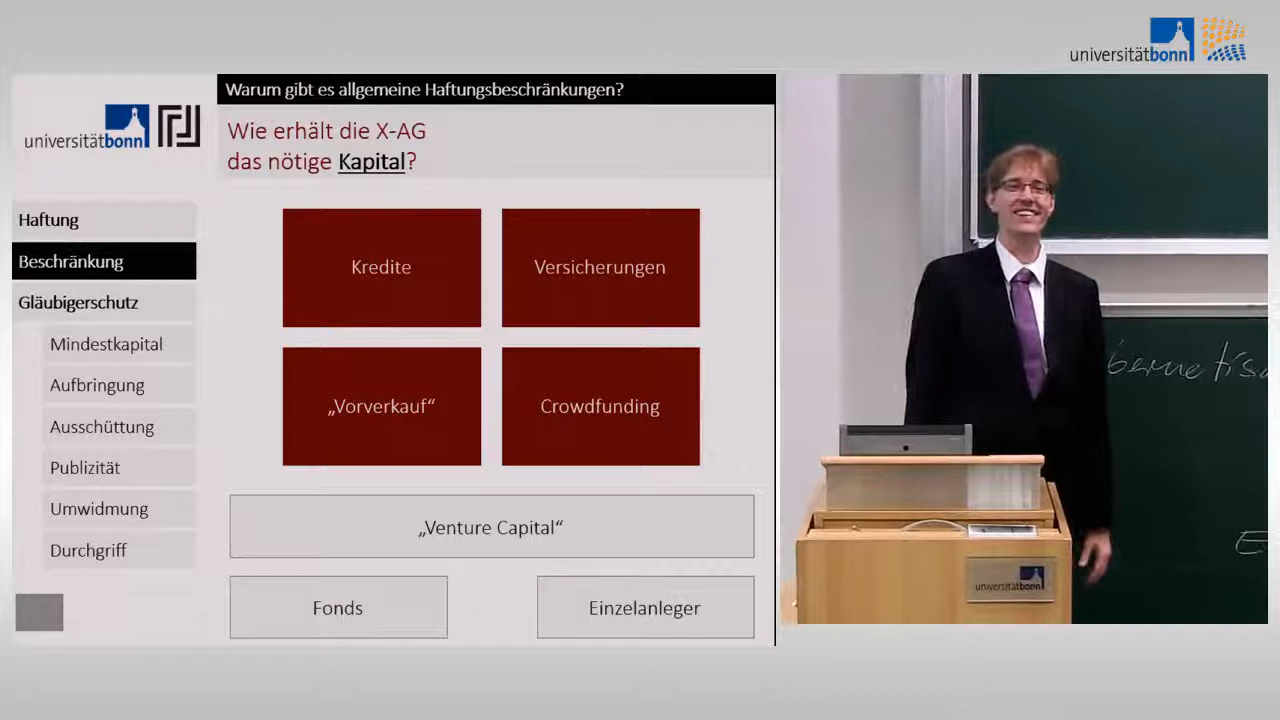 universitätbonn
universitätbonn
Warum gibt es allgemeine Haftungsbeschränkungen?
Wie erhält die X-AG
das nötige Kapital?
Haftung
Beschränkung
Gläubigerschutz
Mindestkapital
Aufbringung
Ausschüttung
Publizität
Umwidmung
Durchgriff
Kredite
Versicherungen
„Vorverkauf“
Crowdfunding
„Venture Capital“
Fonds
Einzelanleger
universitätbonn